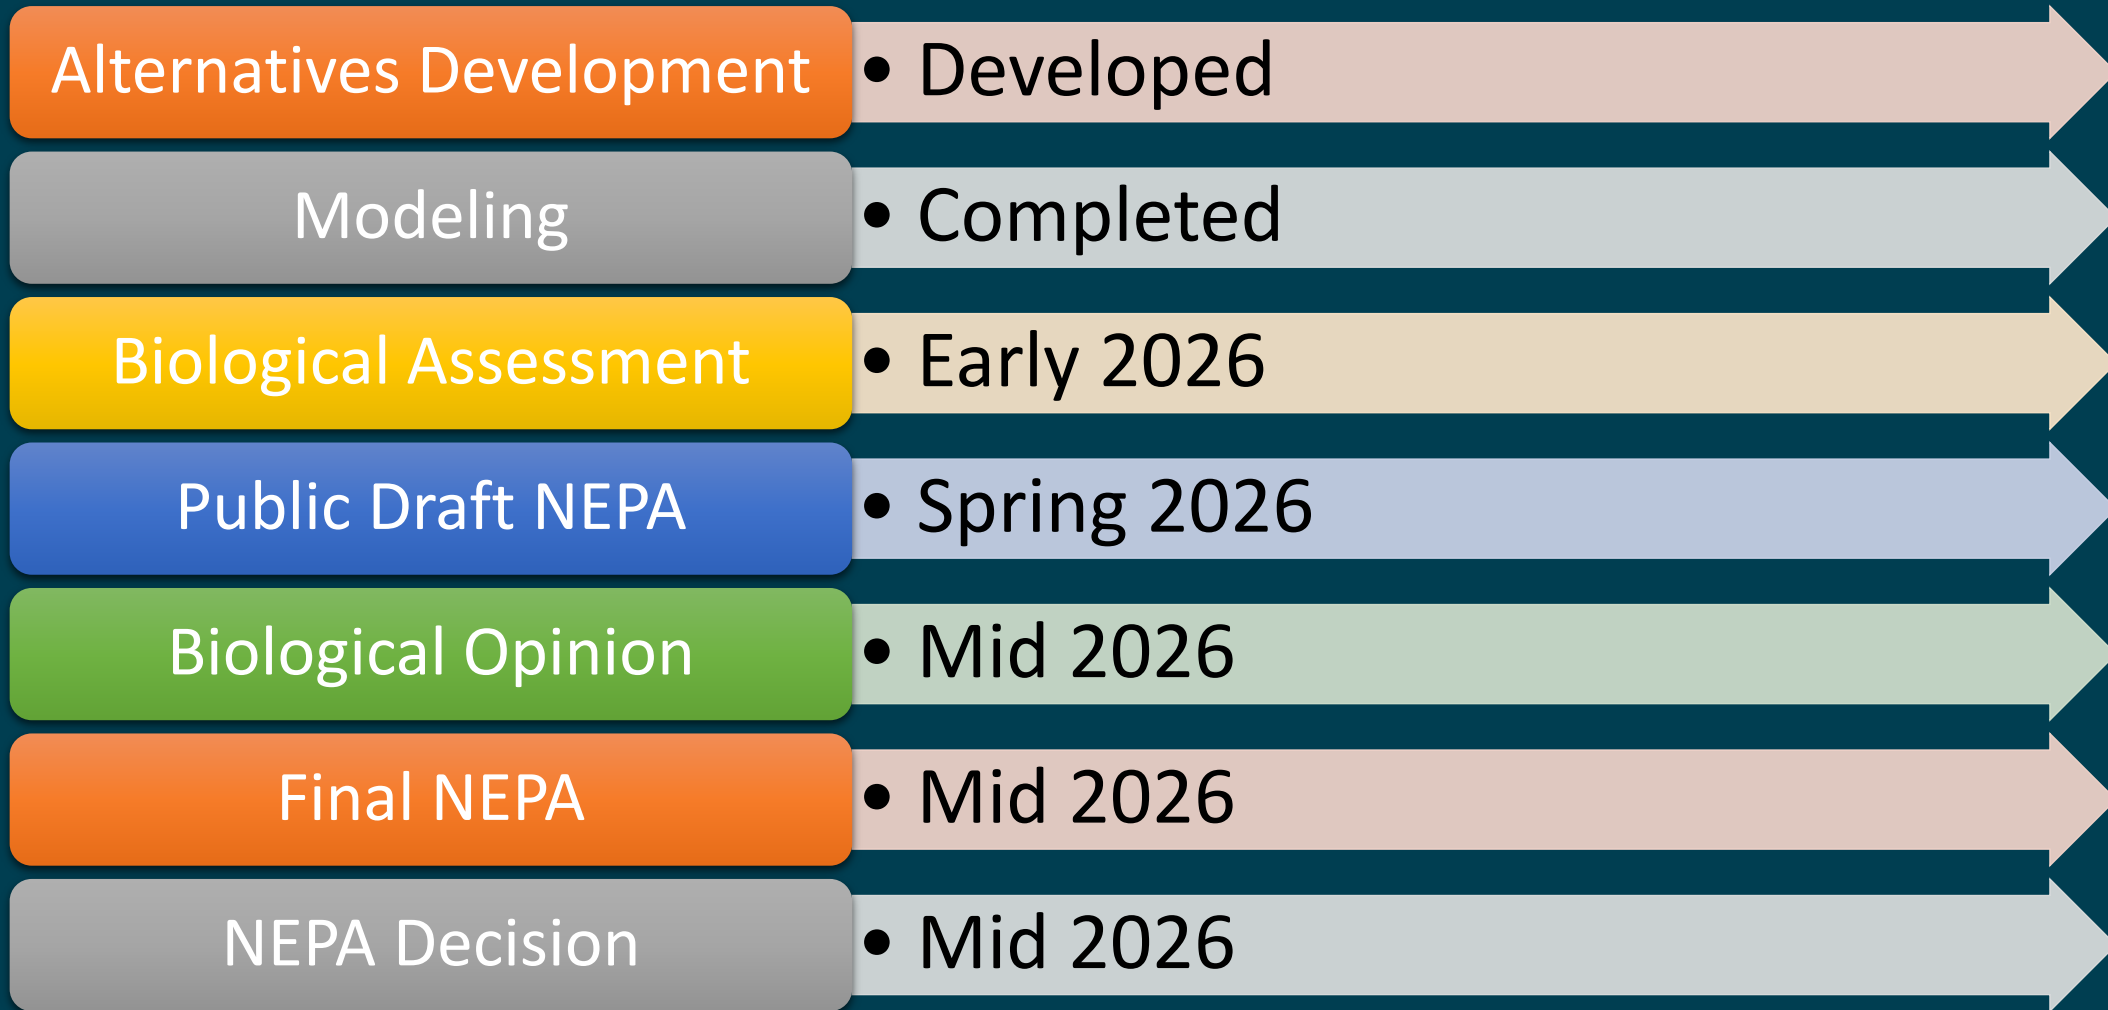 Alternatives Development
• Developed
Modeling
• Completed
Biological Assessment
• Early 2026
Public Draft NEPA
• Spring 2026
Biological Opinion
• Mid 2026
Final NEPA
• Mid 2026
NEPA Decision
• Mid 2026